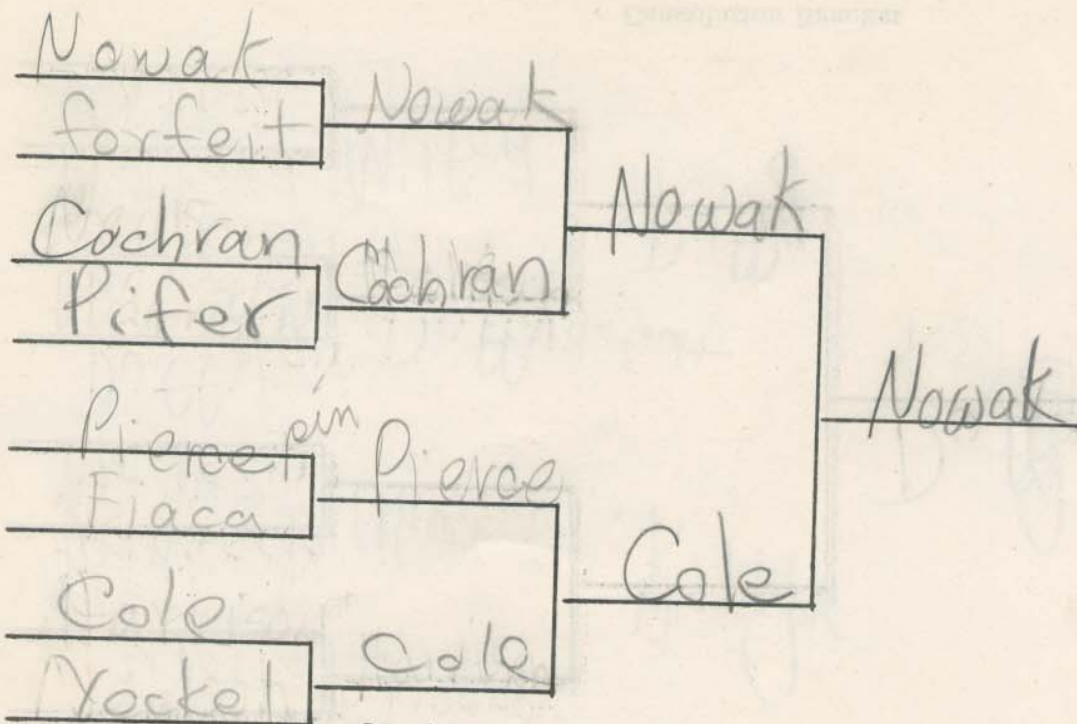 Nowak
forfeit
Cochran
Pifer
Pierce pin
Fiaca
Cole
Yockel
Nowak
Cochran
Pierce
Cole
Nowak
Cole
Nowak